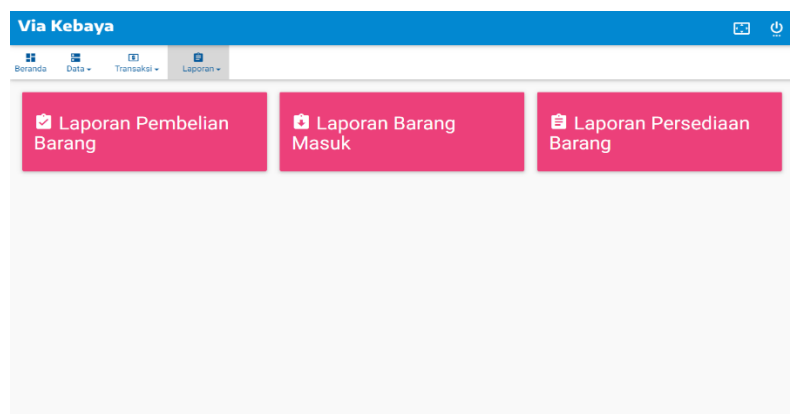 Via Kebaya
Beranda Data Transaksi Laporan
Laporan Pembelian
Barang
Laporan Barang
Masuk
Laporan Persediaan
Barang